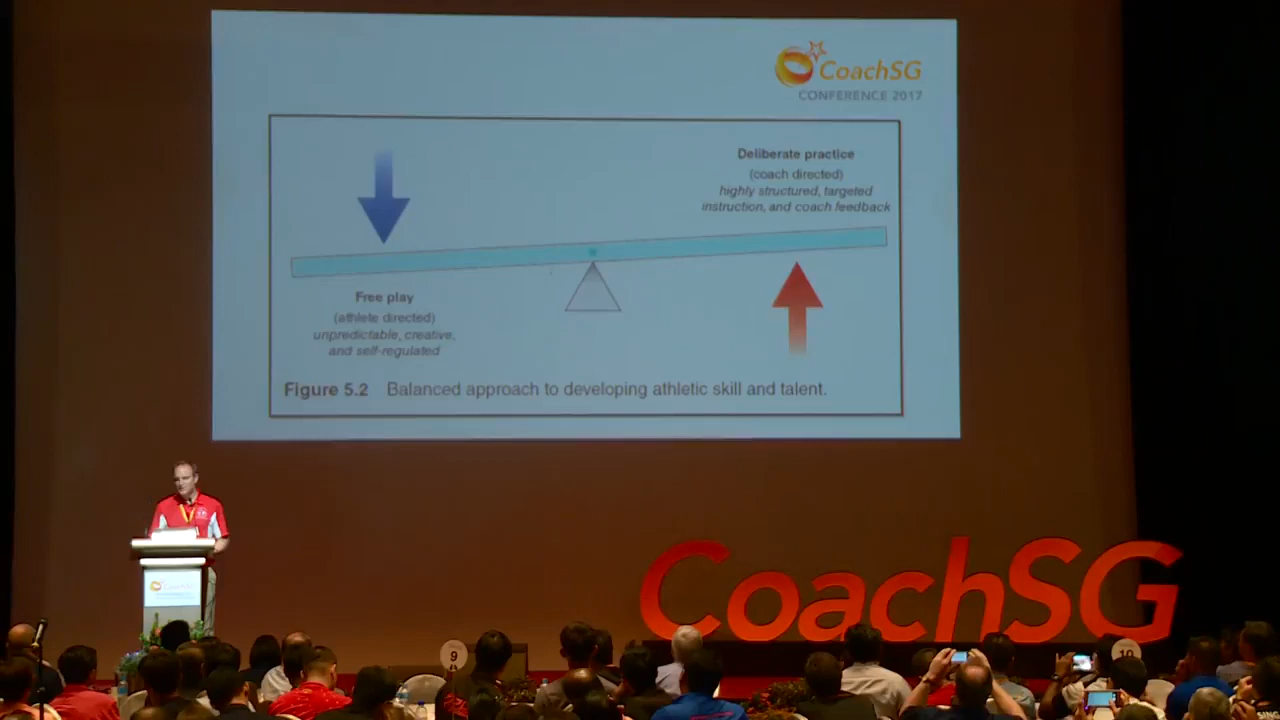 CoachSG
CONFERENCE 2017
Deliberate practice
(coach directed)
highly structured, targeted
instruction, and coach feedback
Free play
(athlete directed)
unpredictable, creative,
and self-regulated
Figure 5.2 Balanced approach to developing athletic skill and talent.
CoachSG
CoachSG
9
10